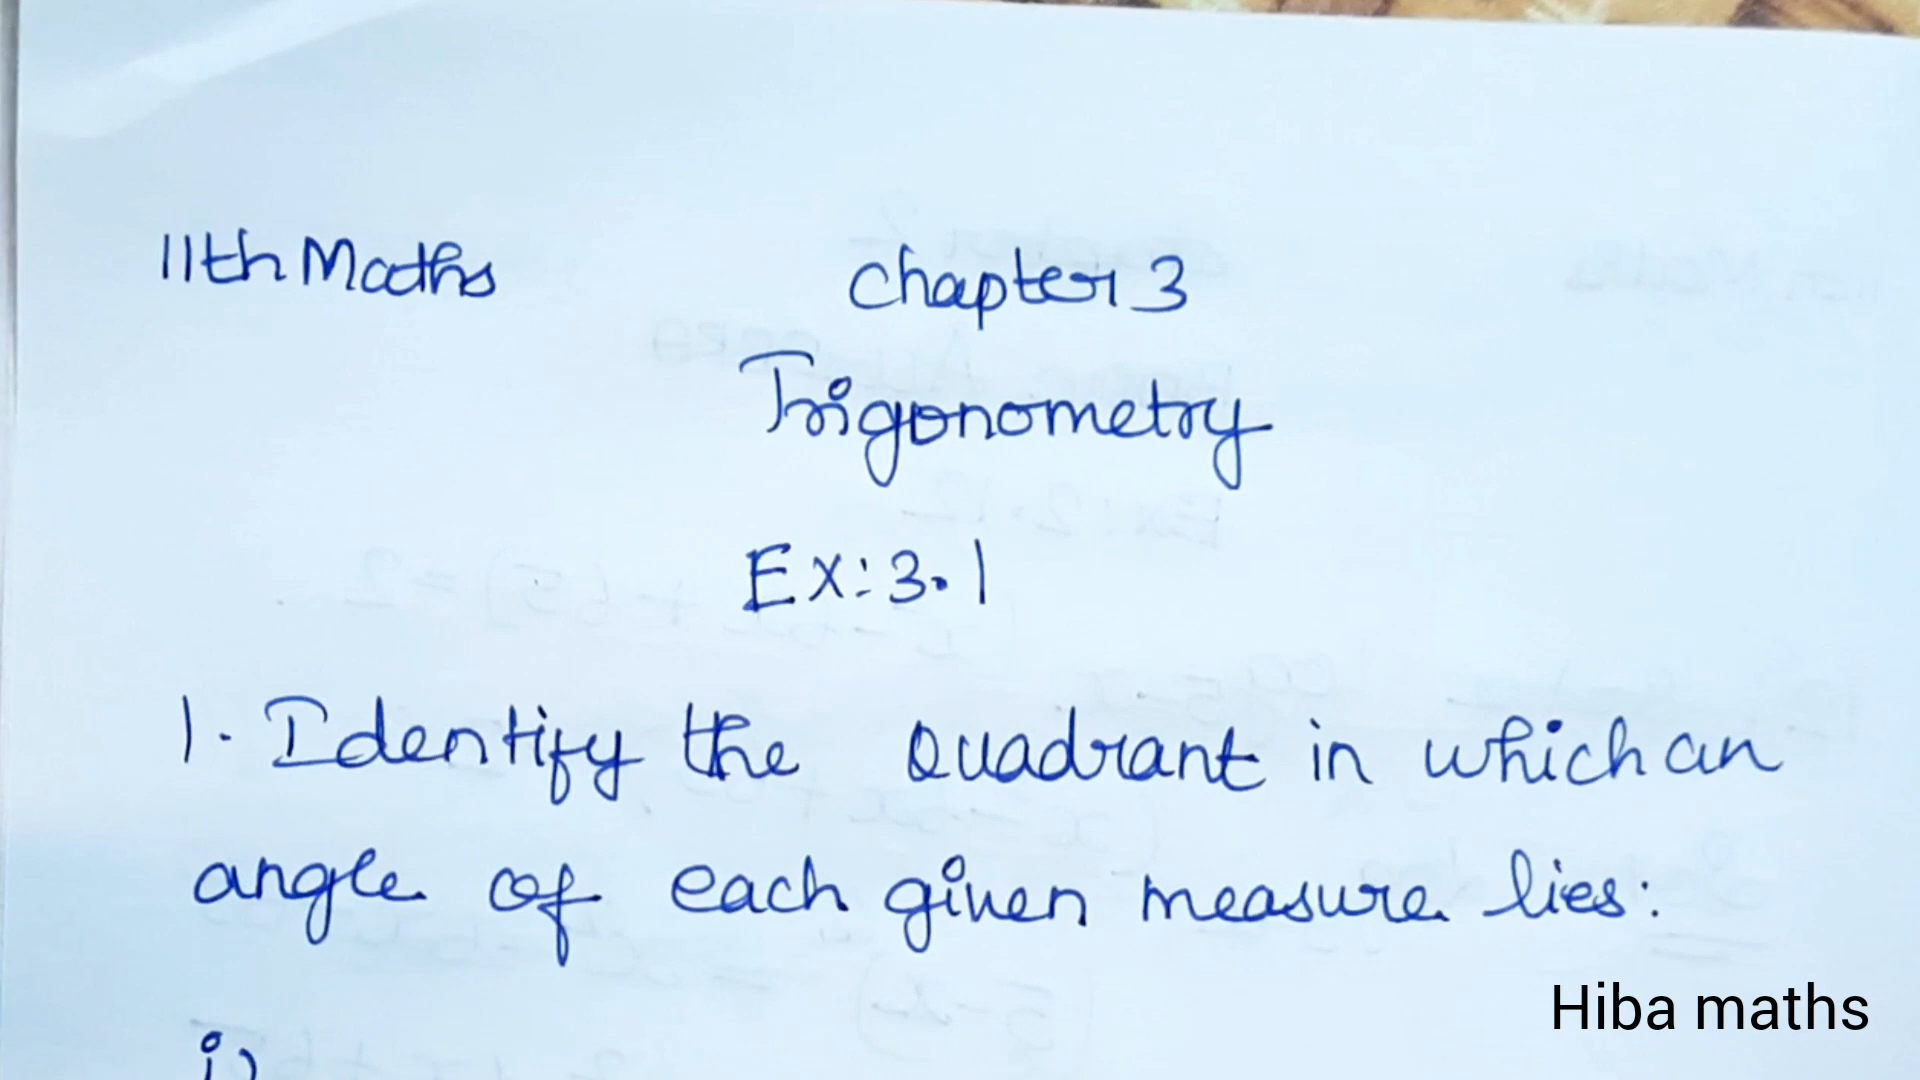 11th Maths Chapter 3
Trigonometry
Ex: 3.1
1. Identify the Quadrant in which an
angle of each given measure lies:
i)
Hiba maths